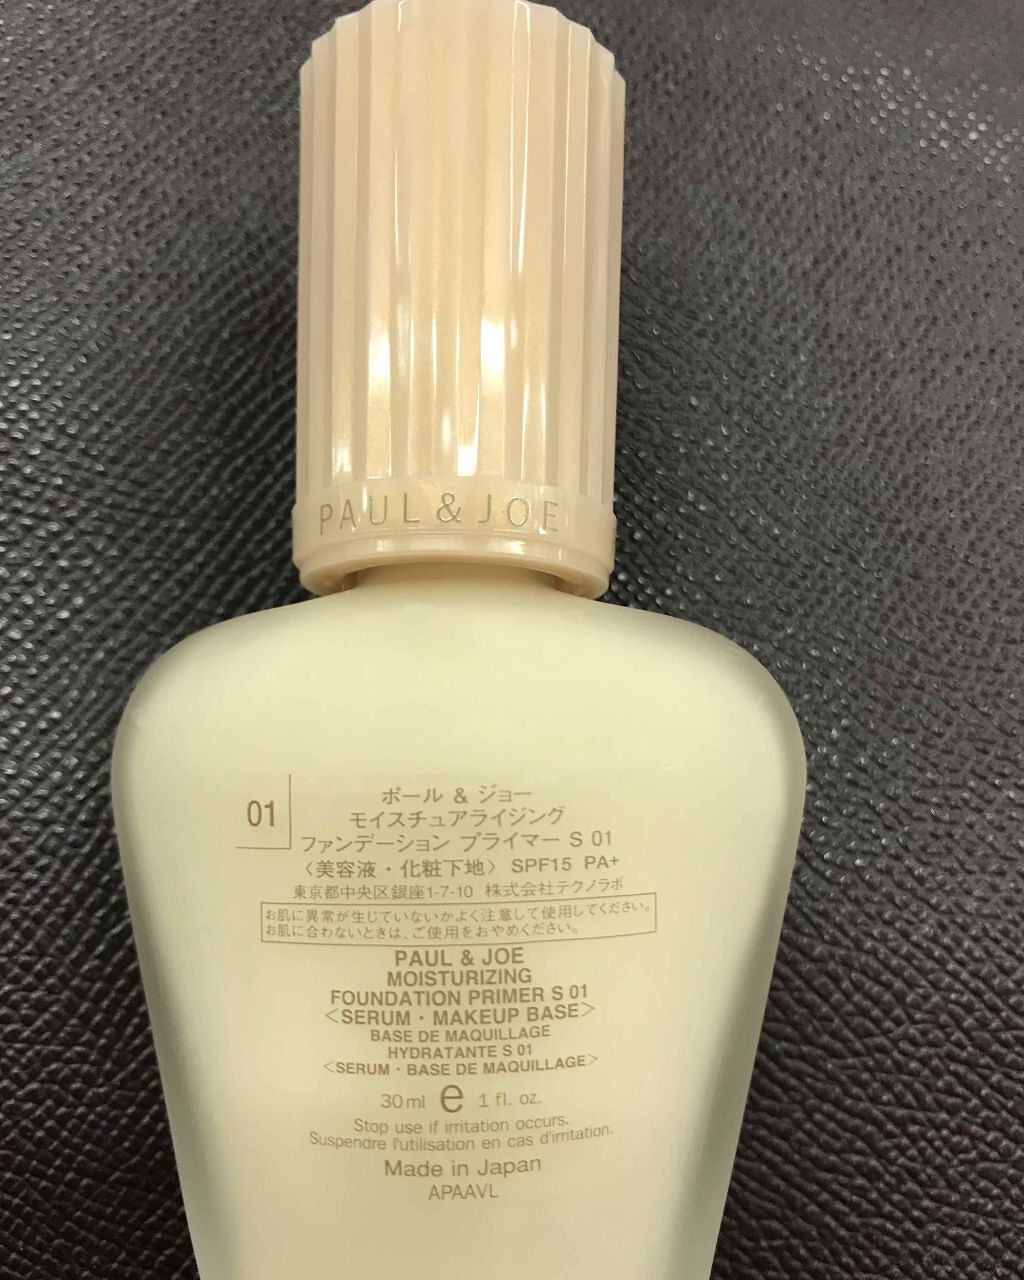 PAUL & JOE
01
ポール & ジョー
モイスチュアライジング
ファンデーション プライマー S 01
〈美容液・化粧下地〉 SPF15 PA+
東京都中央区銀座1-7-10 株式会社テクノラボ
お肌に異常が生じていないかよく注意して使用してください。
お肌に合わないときは、ご使用をおやめください。
PAUL & JOE
MOISTURIZING
FOUNDATION PRIMER S 01
<SERUM・MAKEUP BASE>
BASE DE MAQUILLAGE
HYDRATANTE S 01
<SERUM・BASE DE MAQUILLAGE>
30ml e 1 fl. oz.
Stop use if irritation occurs.
Suspendre l'utilisation en cas d'irritation.
Made in Japan
APAAVL